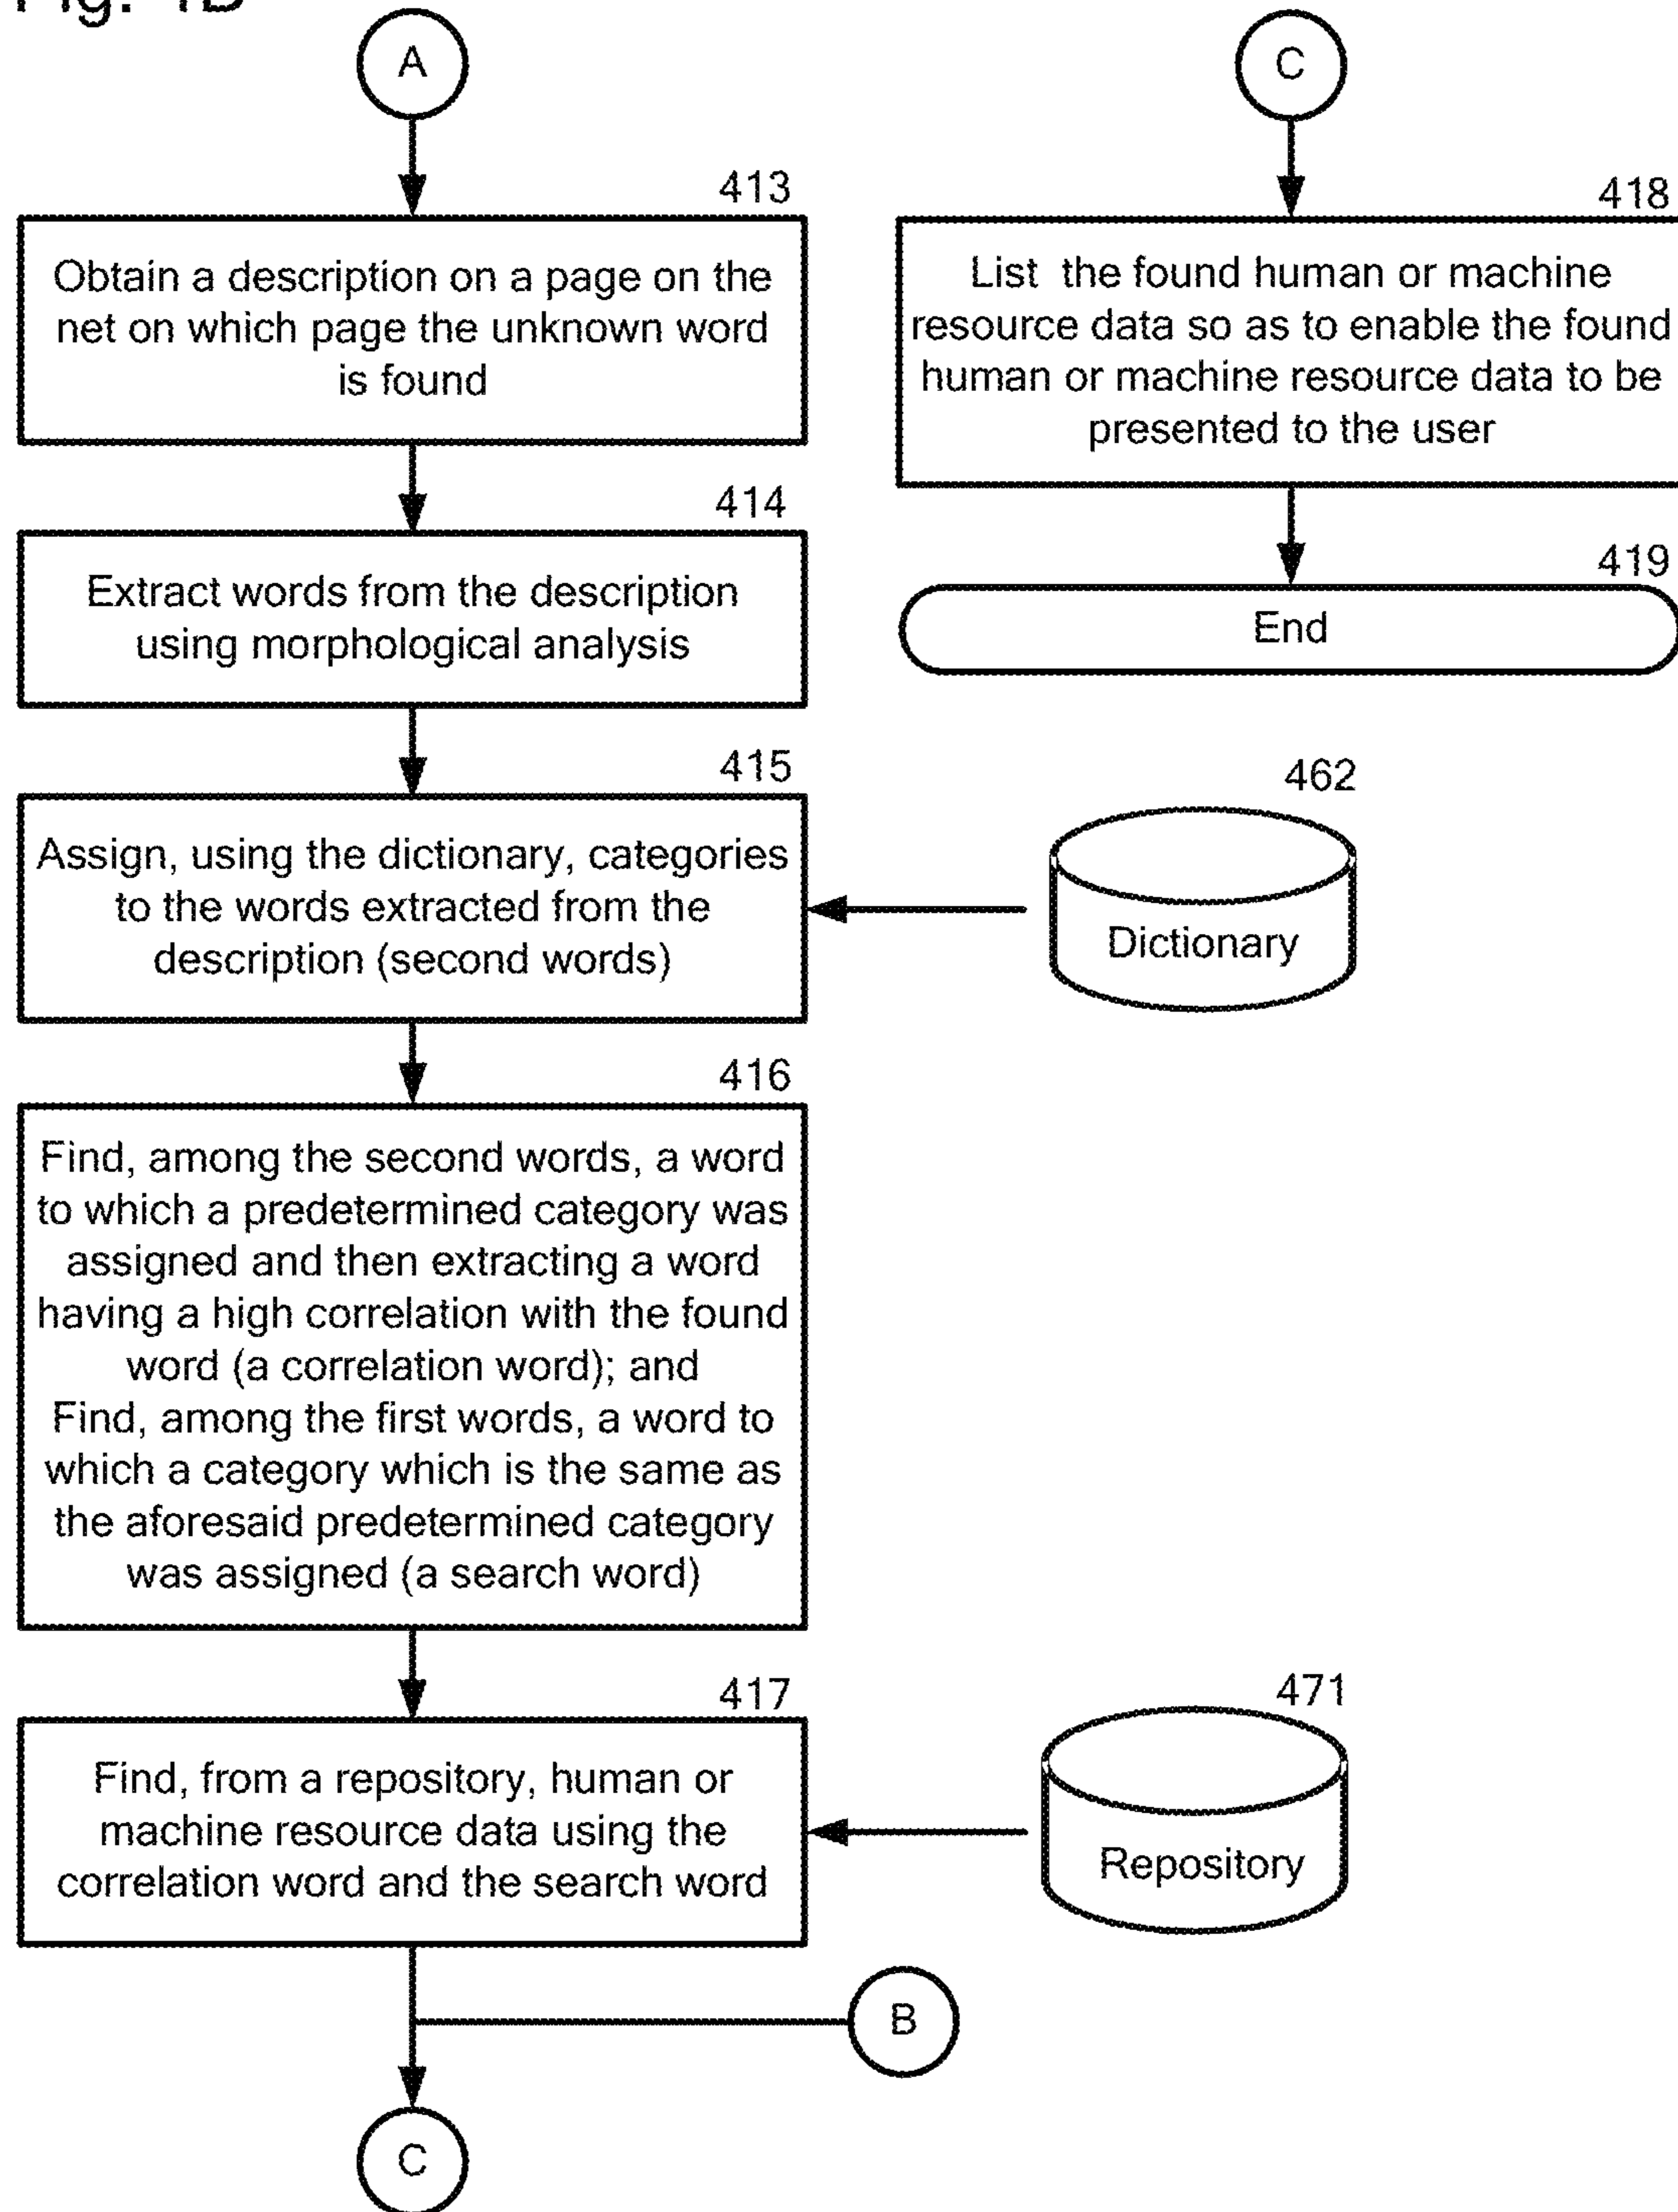 Fig.
A
413
Obtain a description on a page on the
net on which page the unknown word
is found
414
Extract words from the description
using morphological analysis
415
Assign, using the dictionary, categories
to the words extracted from the
description (second words)
462
Dictionary
416
Find, among the second words, a word
to which a predetermined category was
assigned and then extracting a word
having a high correlation with the found
word (a correlation word); and
Find, among the first words, a word to
which a category which is the same as
the aforesaid predetermined category
was assigned (a search word)
417
Find, from a repository, human or
machine resource data using the
correlation word and the search word
471
Repository
B
C
C
418
List the found human or machine
resource data so as to enable the found
human or machine resource data to be
presented to the user
419
End